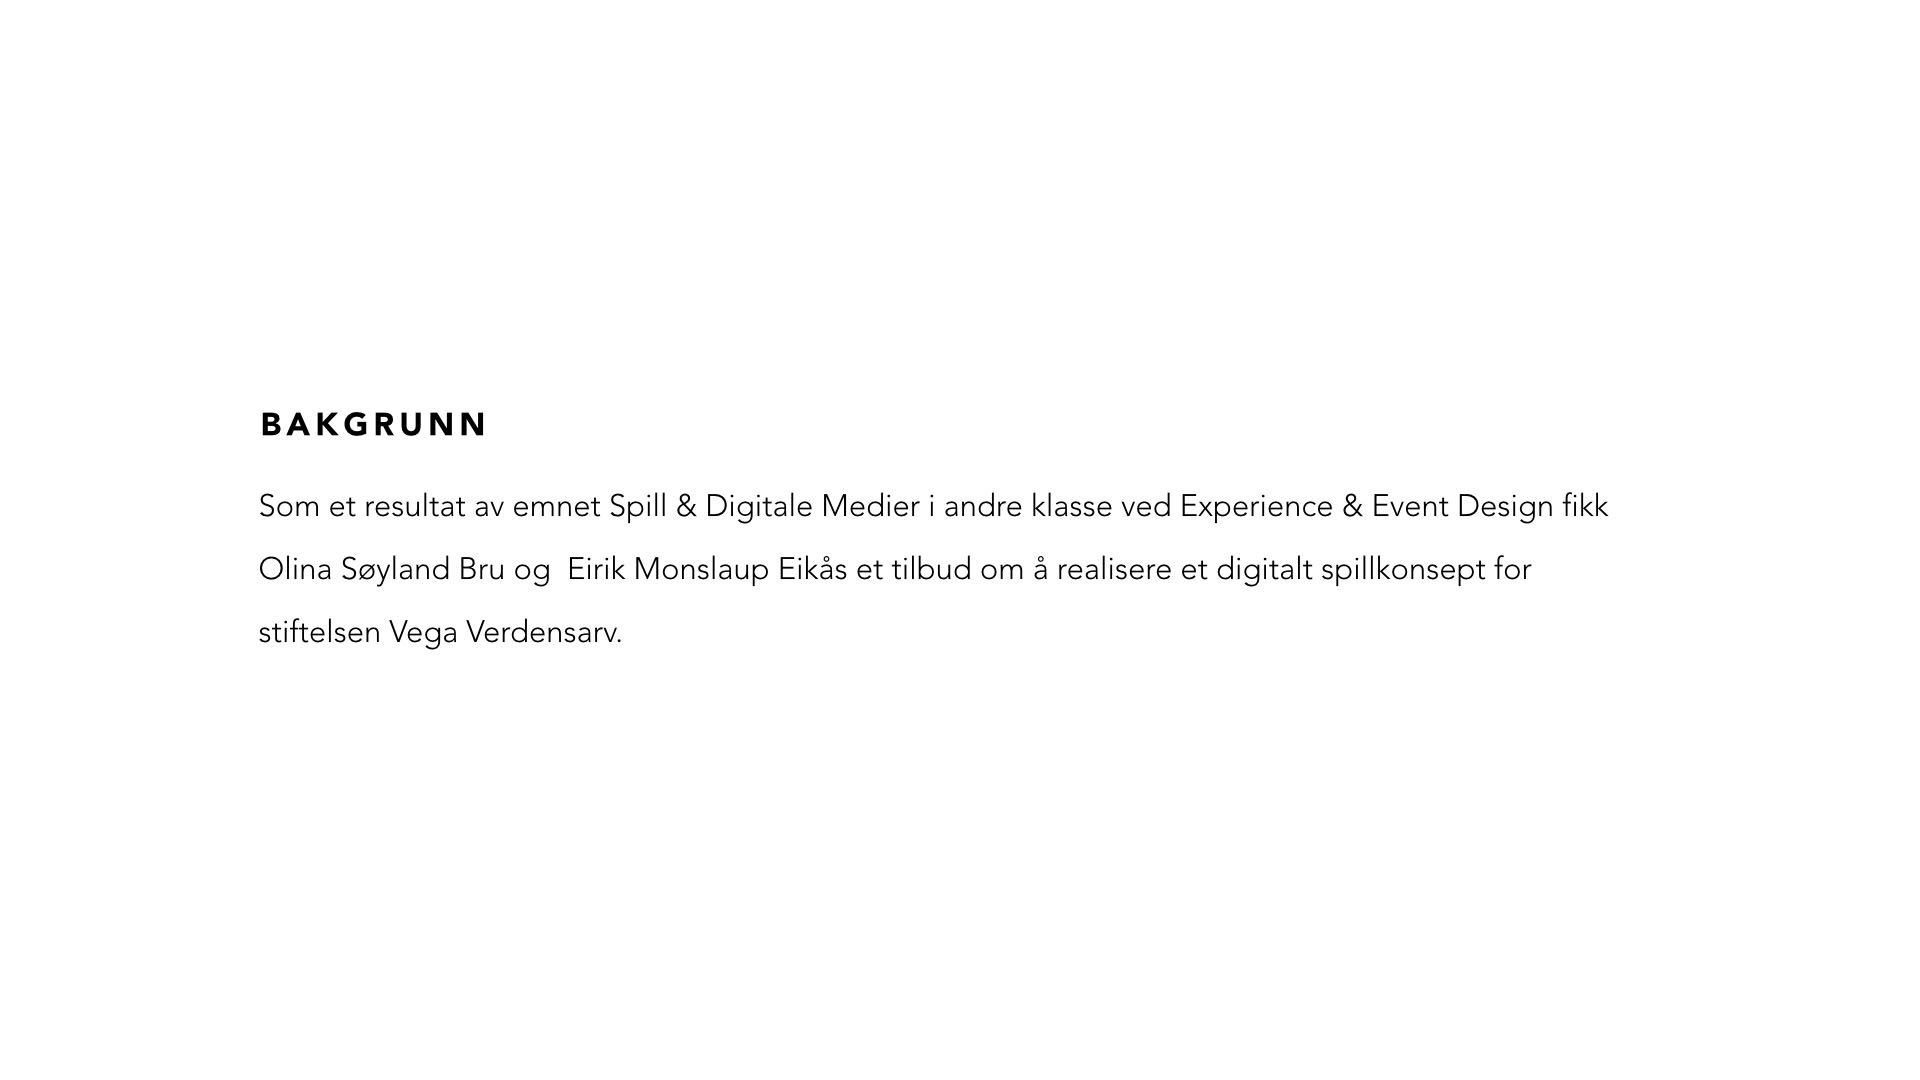 BAKGRUNN
Som et resultat av emnet Spill & Digitale Medier i andre klasse ved Experience & Event Design fikk
Olina Søyland Bru og  Eirik Monslaup Eikås et tilbud om å realisere et digitalt spillkonsept for
stiftelsen Vega Verdensarv.